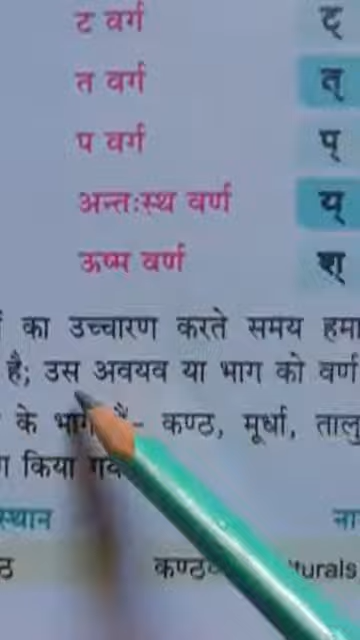 ट वर्ग ट्
त वर्ग त्
प वर्ग प्
अन्तःस्थ वर्ण य्
ऊष्म वर्ण श्
का उच्चारण करते समय हमा
है; उस अवयव या भाग को वर्ण
के भाग हैं- कण्ठ, मूर्धा, तालु
किया गय
स्थान ना
ठ कण्ठ turals